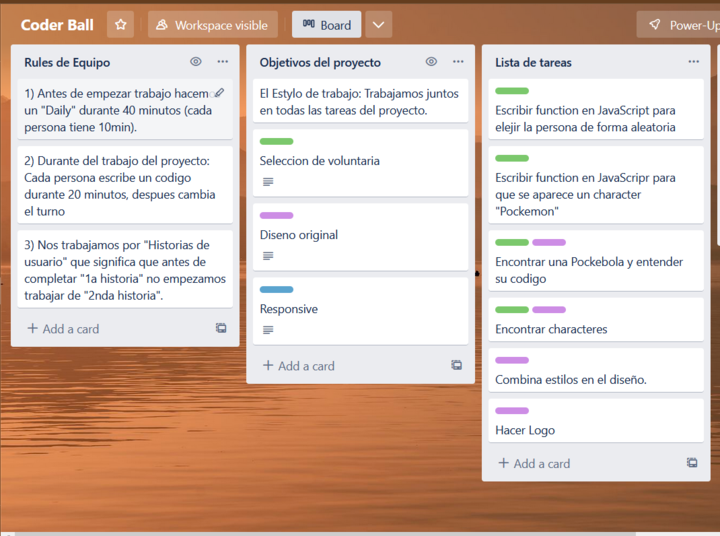 Coder Ball
Workspace visible
Board
Power-Up
Rules de Equipo
1) Antes de empezar trabajo hacemo
un "Daily" durante 40 minutos (cada
persona tiene 10min).
2) Durante del trabajo del proyecto:
Cada persona escribe un codigo
durante 20 minutos, despues cambia
el turno
3) Nos trabajamos por "Historias de
usuario" que significa que antes de
completar "1a historia" no empezamos
trabajar de "2nda historia".
+ Add a card
Objetivos del proyecto
El Estylo de trabajo: Trabajamos juntos
en todas las tareas del proyecto.
Seleccion de voluntaria
Diseno original
Responsive
+ Add a card
Lista de tareas
Escribir function en JavaScript para
elejir la persona de forma aleatoria
Escribir function en JavaScripr para
que se aparece un character
"Pockemon"
Encontrar una Pockebola y entender
su codigo
Encontrar characteres
Combina estilos en el diseño.
Hacer Logo
+ Add a card